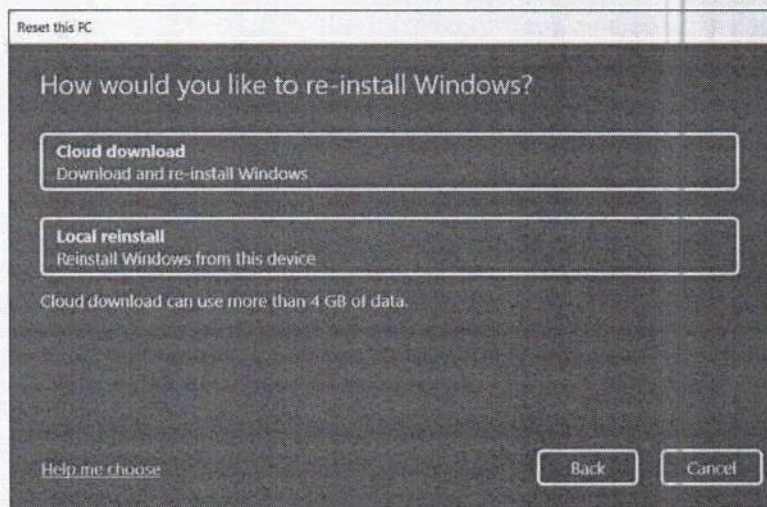 Reset this PC
How would you like to re-install Windows?
Cloud download
Download and re-install Windows
Local reinstall
Reinstall Windows from this device
Cloud download can use more than 4 GB of data.
Help me choose
Back
Cancel